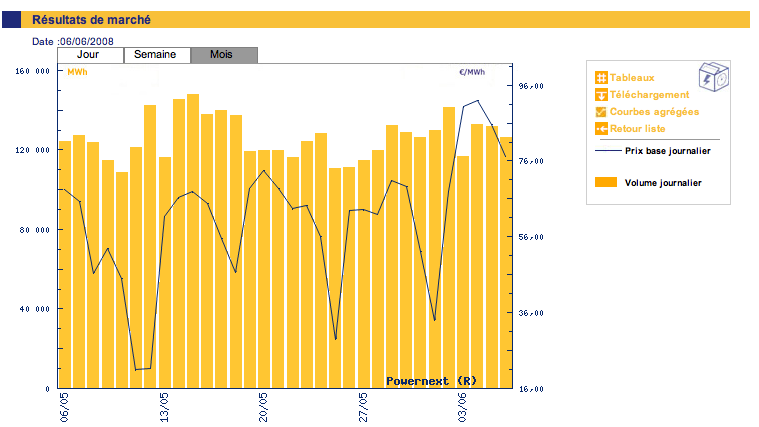 Résultats de marché
Date :06/06/2008
Jour Semaine Mois
MWh
€/MWh
160 000
120 000
80 000
40 000
0
96,00
76,00
56,00
36,00
16,00
Powernext (R)
06/05
13/05
20/05
27/05
03/06
Tableaux
Téléchargement
Courbes agrégées
Retour liste
Prix base journalier
Volume journalier